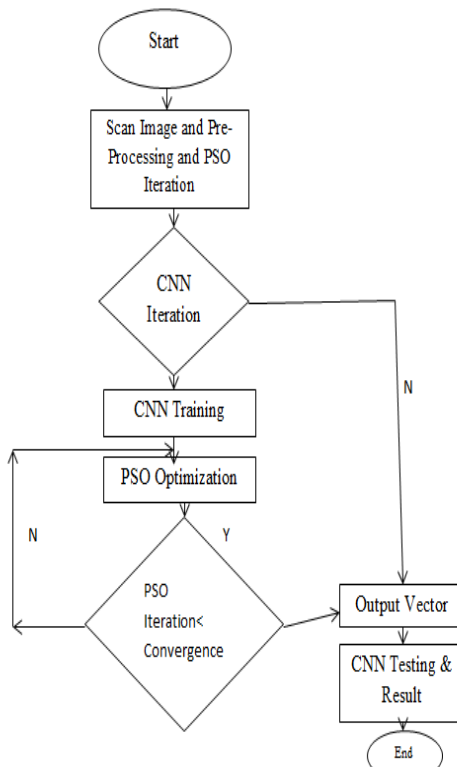 Start
Scan Image and Pre-
Processing and PSO
Iteration
CNN
Iteration
N
CNN Training
PSO Optimization
N
Y
PSO
Iteration<
Convergence
Output Vector
CNN Testing &
Result
End